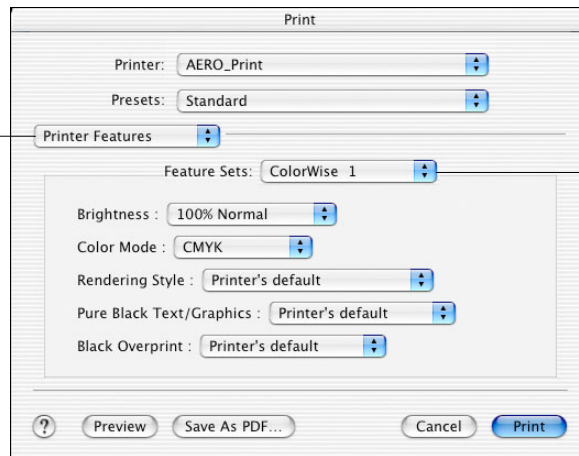 Print
Printer: AERO_Print
Presets: Standard
Printer Features
Feature Sets: ColorWise 1
Brightness : 100% Normal
Color Mode : CMYK
Rendering Style : Printer's default
Pure Black Text/Graphics : Printer's default
Black Overprint : Printer's default
? Preview Save As PDF... Cancel Print